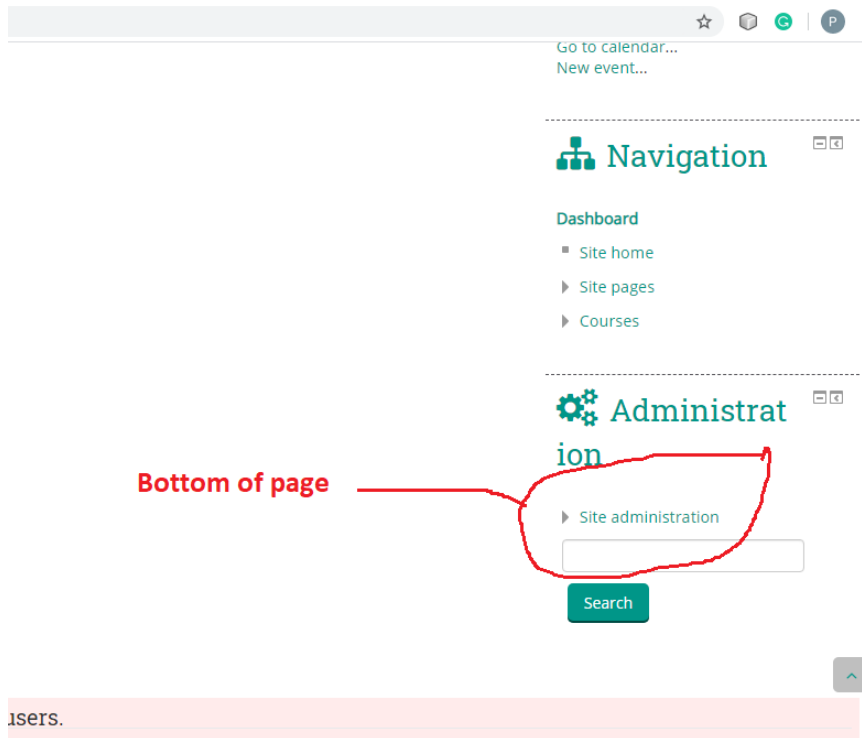 P
Go to calendar...
New event...
Navigation
Dashboard
Site home
Site pages
Courses
Administrat
ion
Bottom of page
Site administration
Search
users.